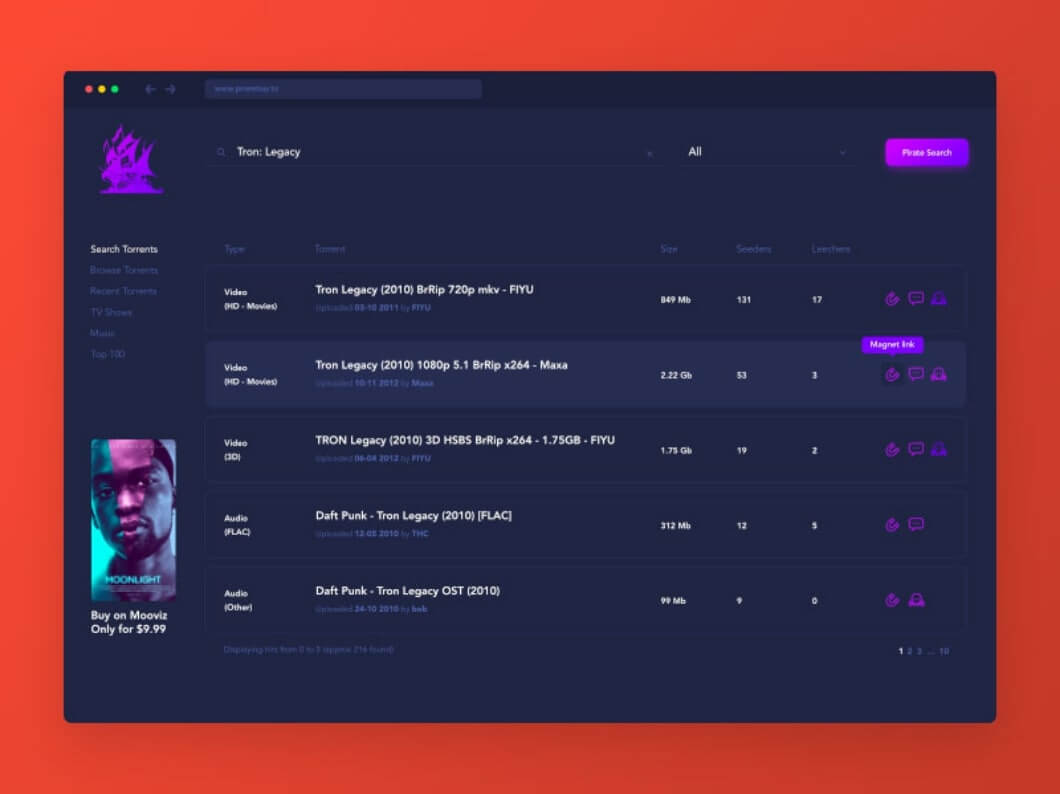 Tron: Legacy
All
Pirate Search
Search Torrents
Browse Torrents
Recent Torrents
TV Shows
Music
Top 100
Type
Torrent
Size
Seeders
Leechers
Video
(HD - Movies)
Tron Legacy (2010) BrRip 720p mkv - FIYU
Uploaded 03-10 2011 by FIYU
849 Mb
131
17
Magnet link
Video
(HD - Movies)
Tron Legacy (2010) 1080p 5.1 BrRip x264 - Maxa
Uploaded 10-11 2012 by Maxa
2.22 Gb
53
3
Video
(3D)
TRON Legacy (2010) 3D HSBS BrRip x264 - 1.75GB - FIYU
Uploaded 06-04 2012 by FIYU
1.75 Gb
19
2
Audio
(FLAC)
Daft Punk - Tron Legacy (2010) [FLAC]
Uploaded 12-05 2010 by THC
312 Mb
12
5
Audio
(Other)
Daft Punk - Tron Legacy OST (2010)
Uploaded 24-10 2010 by bob
99 Mb
9
0
MOONLIGHT
Buy on Mooviz
Only for $9.99
Displaying hits from 0 to 5 (approx 216 found)
1 2 3 ... 10